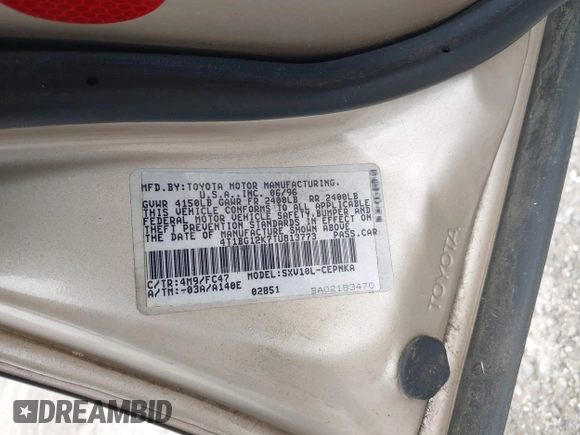 MFD.BY:TOYOTA MOTOR MANUFACTURING.
U.S.A., INC. 06/96
GVWR 4150LB GAWR FR 2400LB RR 2400LB
THIS VEHICLE CONFORMS TO ALL APPLICABLE
FEDERAL MOTOR VEHICLE SAFETY,BUMPER AND
THEFT PREVENTION STANDARDS IN EFFECT ON
THE DATE OF MANUFACTURE SHOWN ABOVE.
4T1BG12K7TU813773 PASS.CAR
C/TR:4M9/FC47 MODEL:SXV10L-CEPNKA
A/TM:-03A/A140E 02851 BA02183470
TOYOTA
DREAMBID